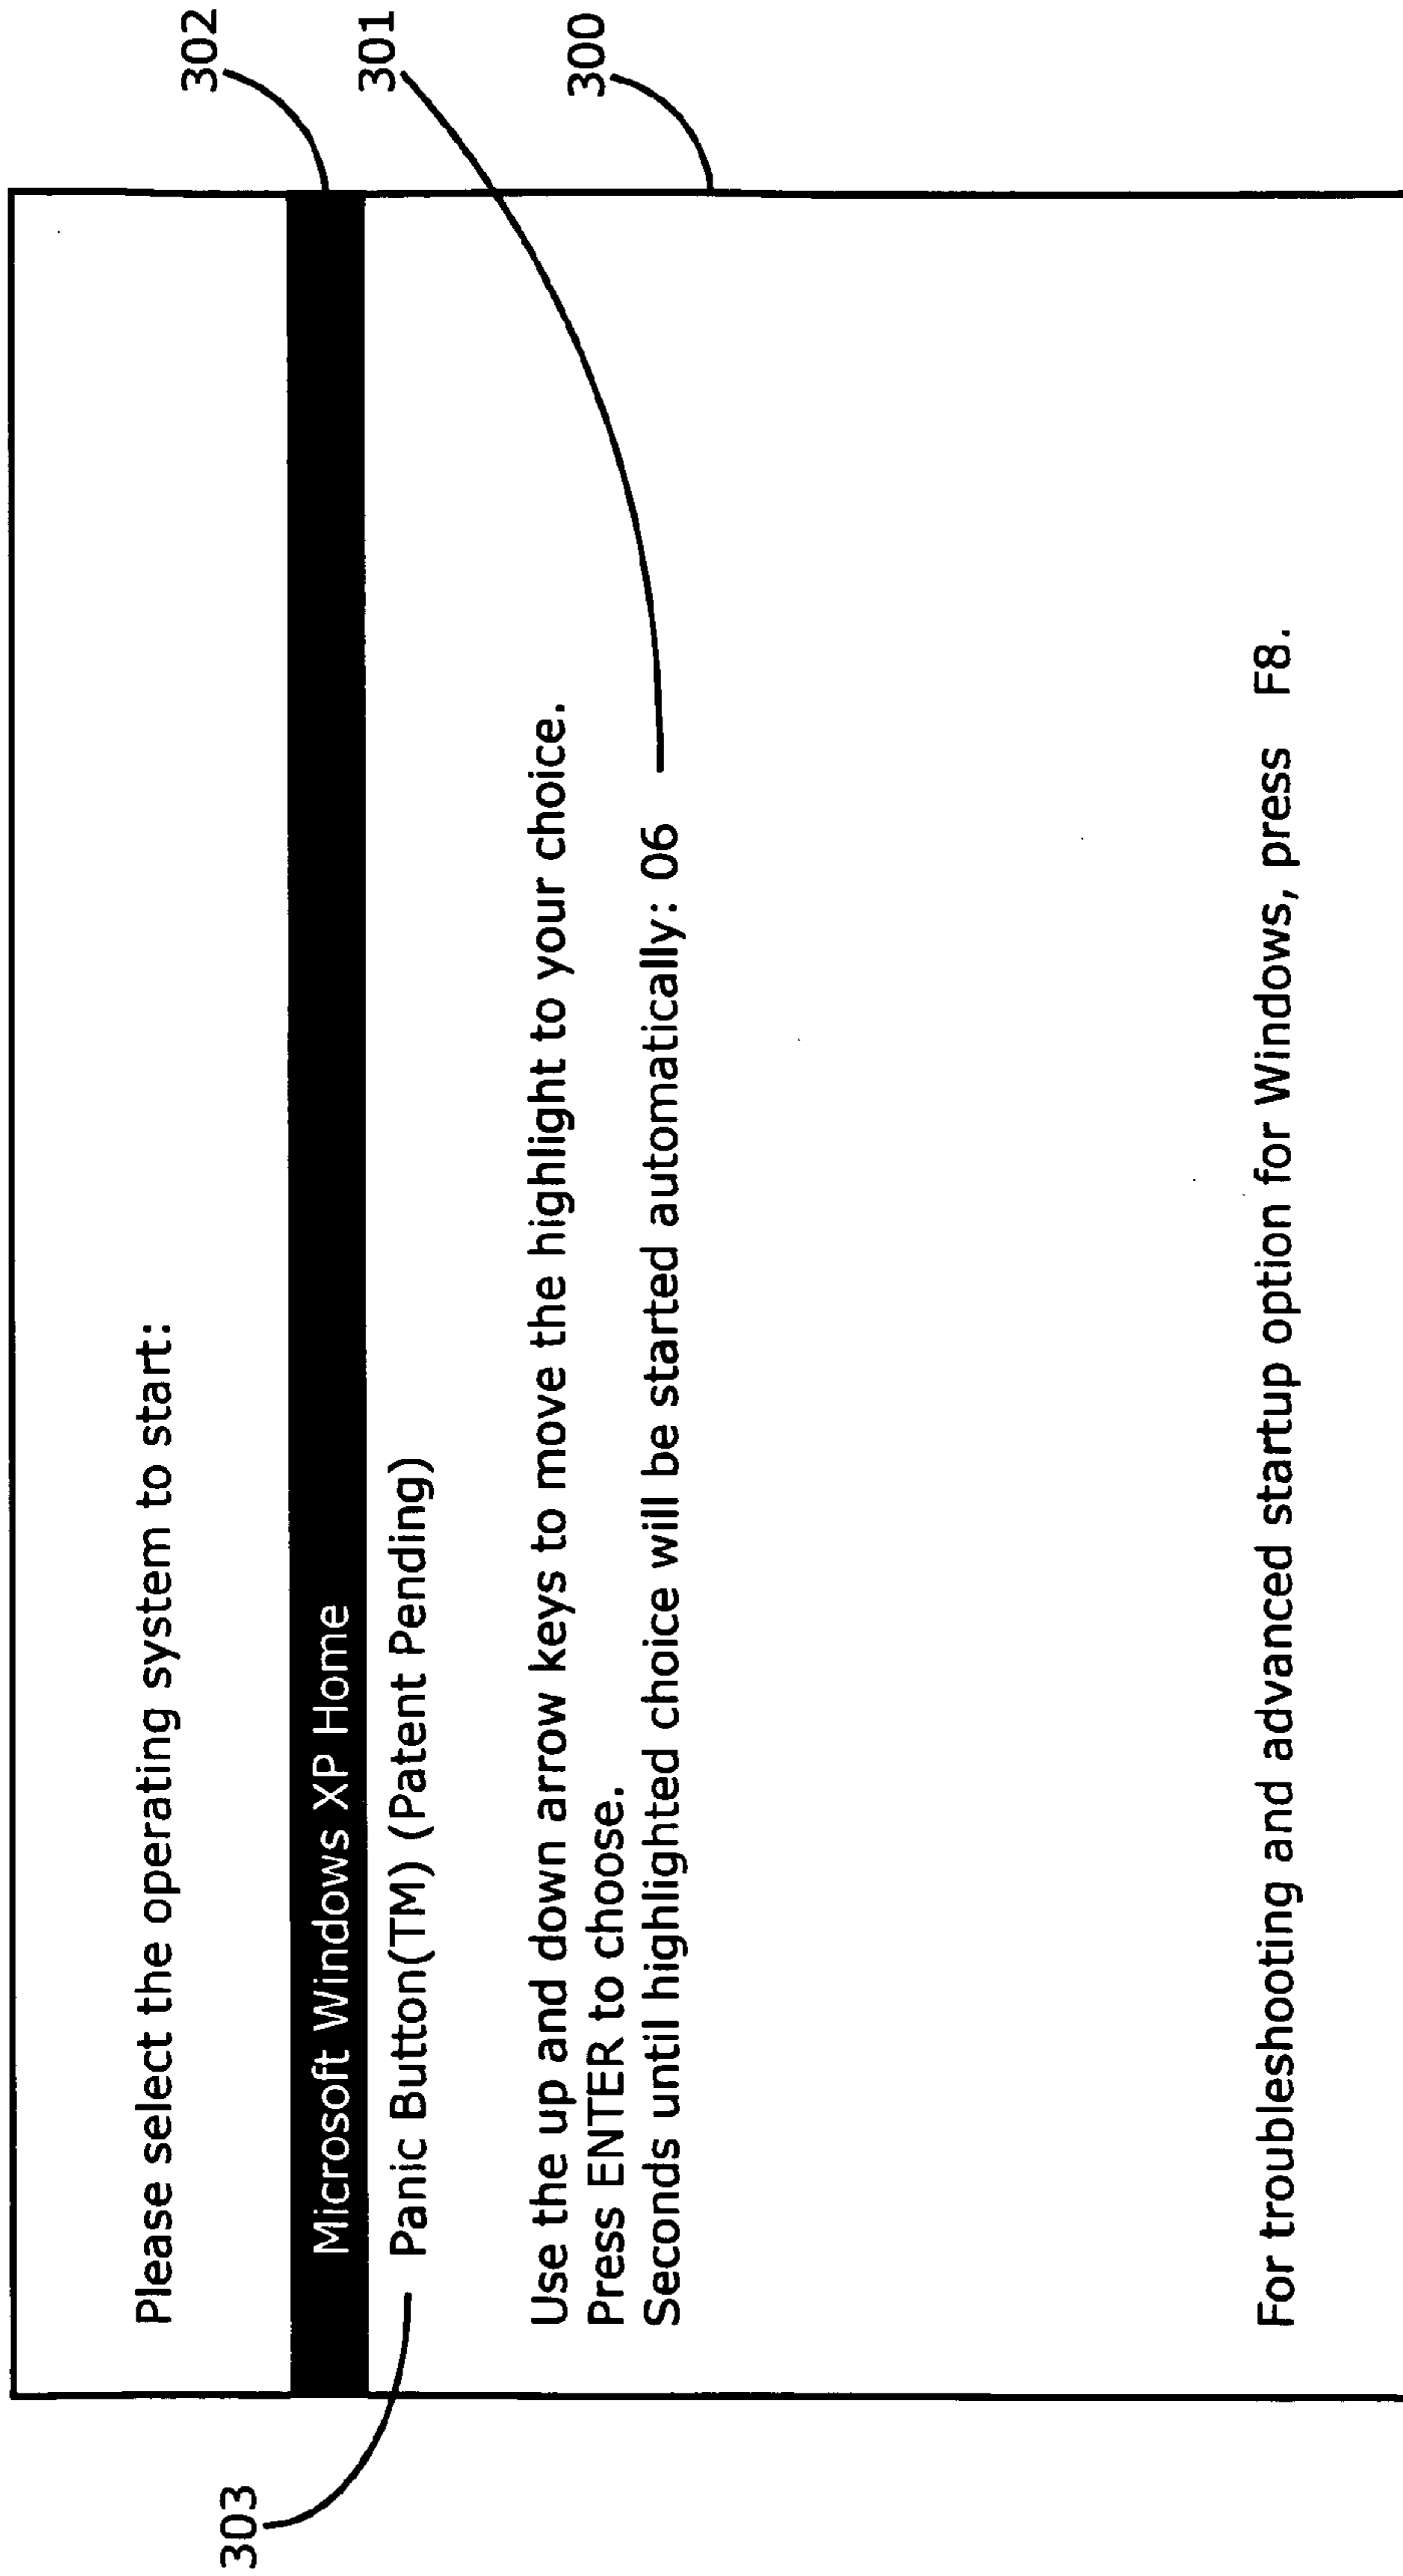 Please select the operating system to start:
Microsoft Windows XP Home
302
303
Panic Button(TM) (Patent Pending)
301
Use the up and down arrow keys to move the highlight to your choice.
Press ENTER to choose.
Seconds until highlighted choice will be started automatically: 06
300
For troubleshooting and advanced startup option for Windows, press F8.